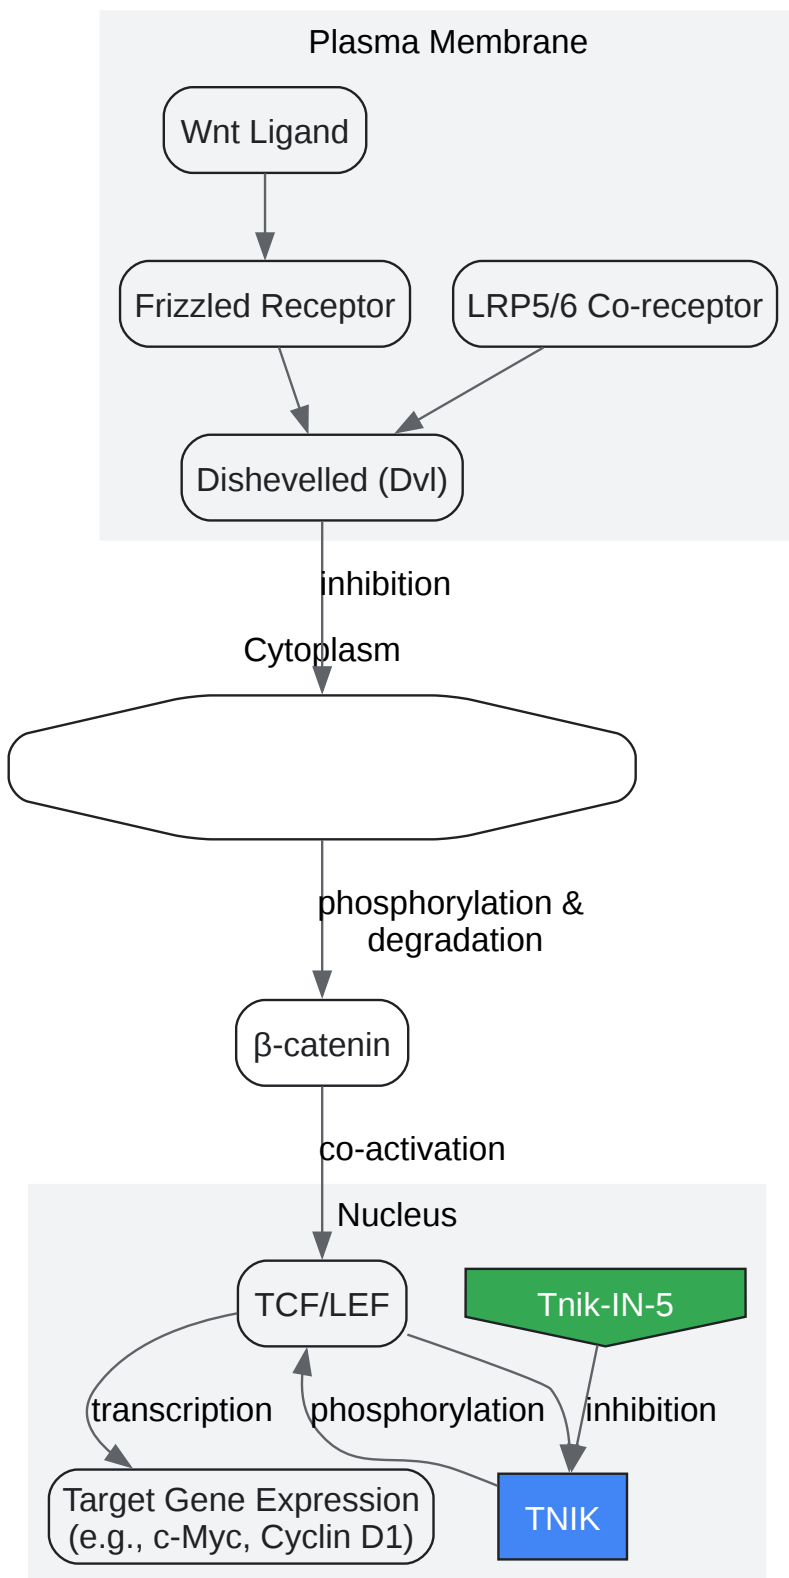 Plasma Membrane
Wnt Ligand
Frizzled Receptor
LRP5/6 Co-receptor
Dishevelled (Dvl)
inhibition
Cytoplasm
phosphorylation &
degradation
β-catenin
co-activation
Nucleus
TCF/LEF
Tnik-IN-5
transcription
phosphorylation
inhibition
Target Gene Expression
(e.g., c-Myc, Cyclin D1)
TNIK